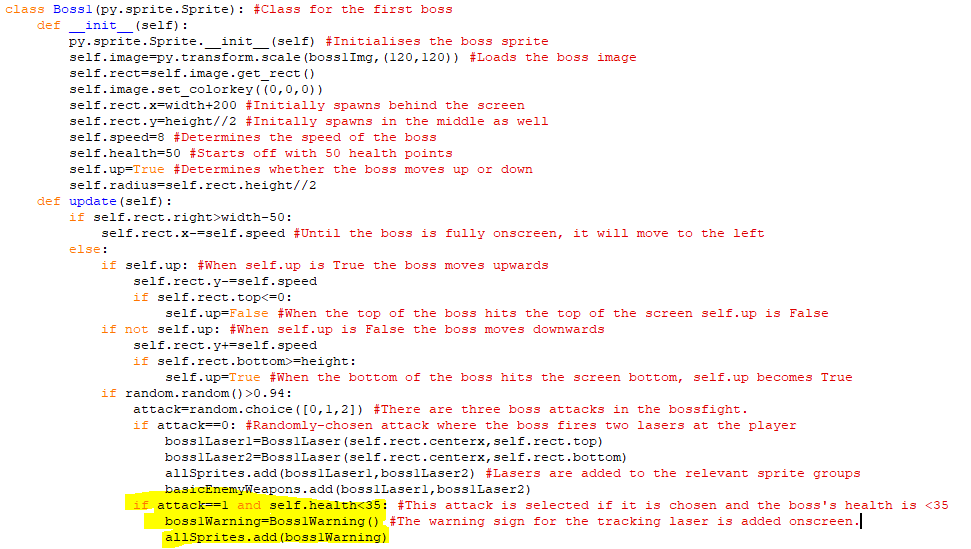 class Boss1(py.sprite.Sprite): #Class for the first boss
    def __init__(self):
        py.sprite.Sprite.__init__(self) #Initialises the boss sprite
        self.image=py.transform.scale(boss1Img,(120,120)) #Loads the boss image
        self.rect=self.image.get_rect()
        self.image.set_colorkey((0,0,0))
        self.rect.x=width+200 #Initially spawns behind the screen
        self.rect.y=height//2 #Initally spawns in the middle as well
        self.speed=8 #Determines the speed of the boss
        self.health=50 #Starts off with 50 health points
        self.up=True #Determines whether the boss moves up or down
        self.radius=self.rect.height//2
    def update(self):
        if self.rect.right>width-50:
            self.rect.x-=self.speed #Until the boss is fully onscreen, it will move to the left
        else:
            if self.up: #When self.up is True the boss moves upwards
                self.rect.y-=self.speed
                if self.rect.top<=0:
                    self.up=False #When the top of the boss hits the top of the screen self.up is False
            if not self.up: #When self.up is False the boss moves downwards
                self.rect.y+=self.speed
                if self.rect.bottom>=height:
                    self.up=True #When the bottom of the boss hits the screen bottom, self.up becomes True
            if random.random()>0.94:
                attack=random.choice([0,1,2]) #There are three boss attacks in the bossfight.
                if attack==0: #Randomly-chosen attack where the boss fires two lasers at the player
                    boss1Laser1=Boss1Laser(self.rect.centerx,self.rect.top)
                    boss1Laser2=Boss1Laser(self.rect.centerx,self.rect.bottom)
                    allSprites.add(boss1Laser1,boss1Laser2) #Lasers are added to the relevant sprite groups
                    basicEnemyWeapons.add(boss1Laser1,boss1Laser2)
                if attack==1 and self.health<35: #This attack is selected if it is chosen and the boss's health is <35
                    boss1Warning=Boss1Warning() #The warning sign for the tracking laser is added onscreen.
                    allSprites.add(boss1Warning)